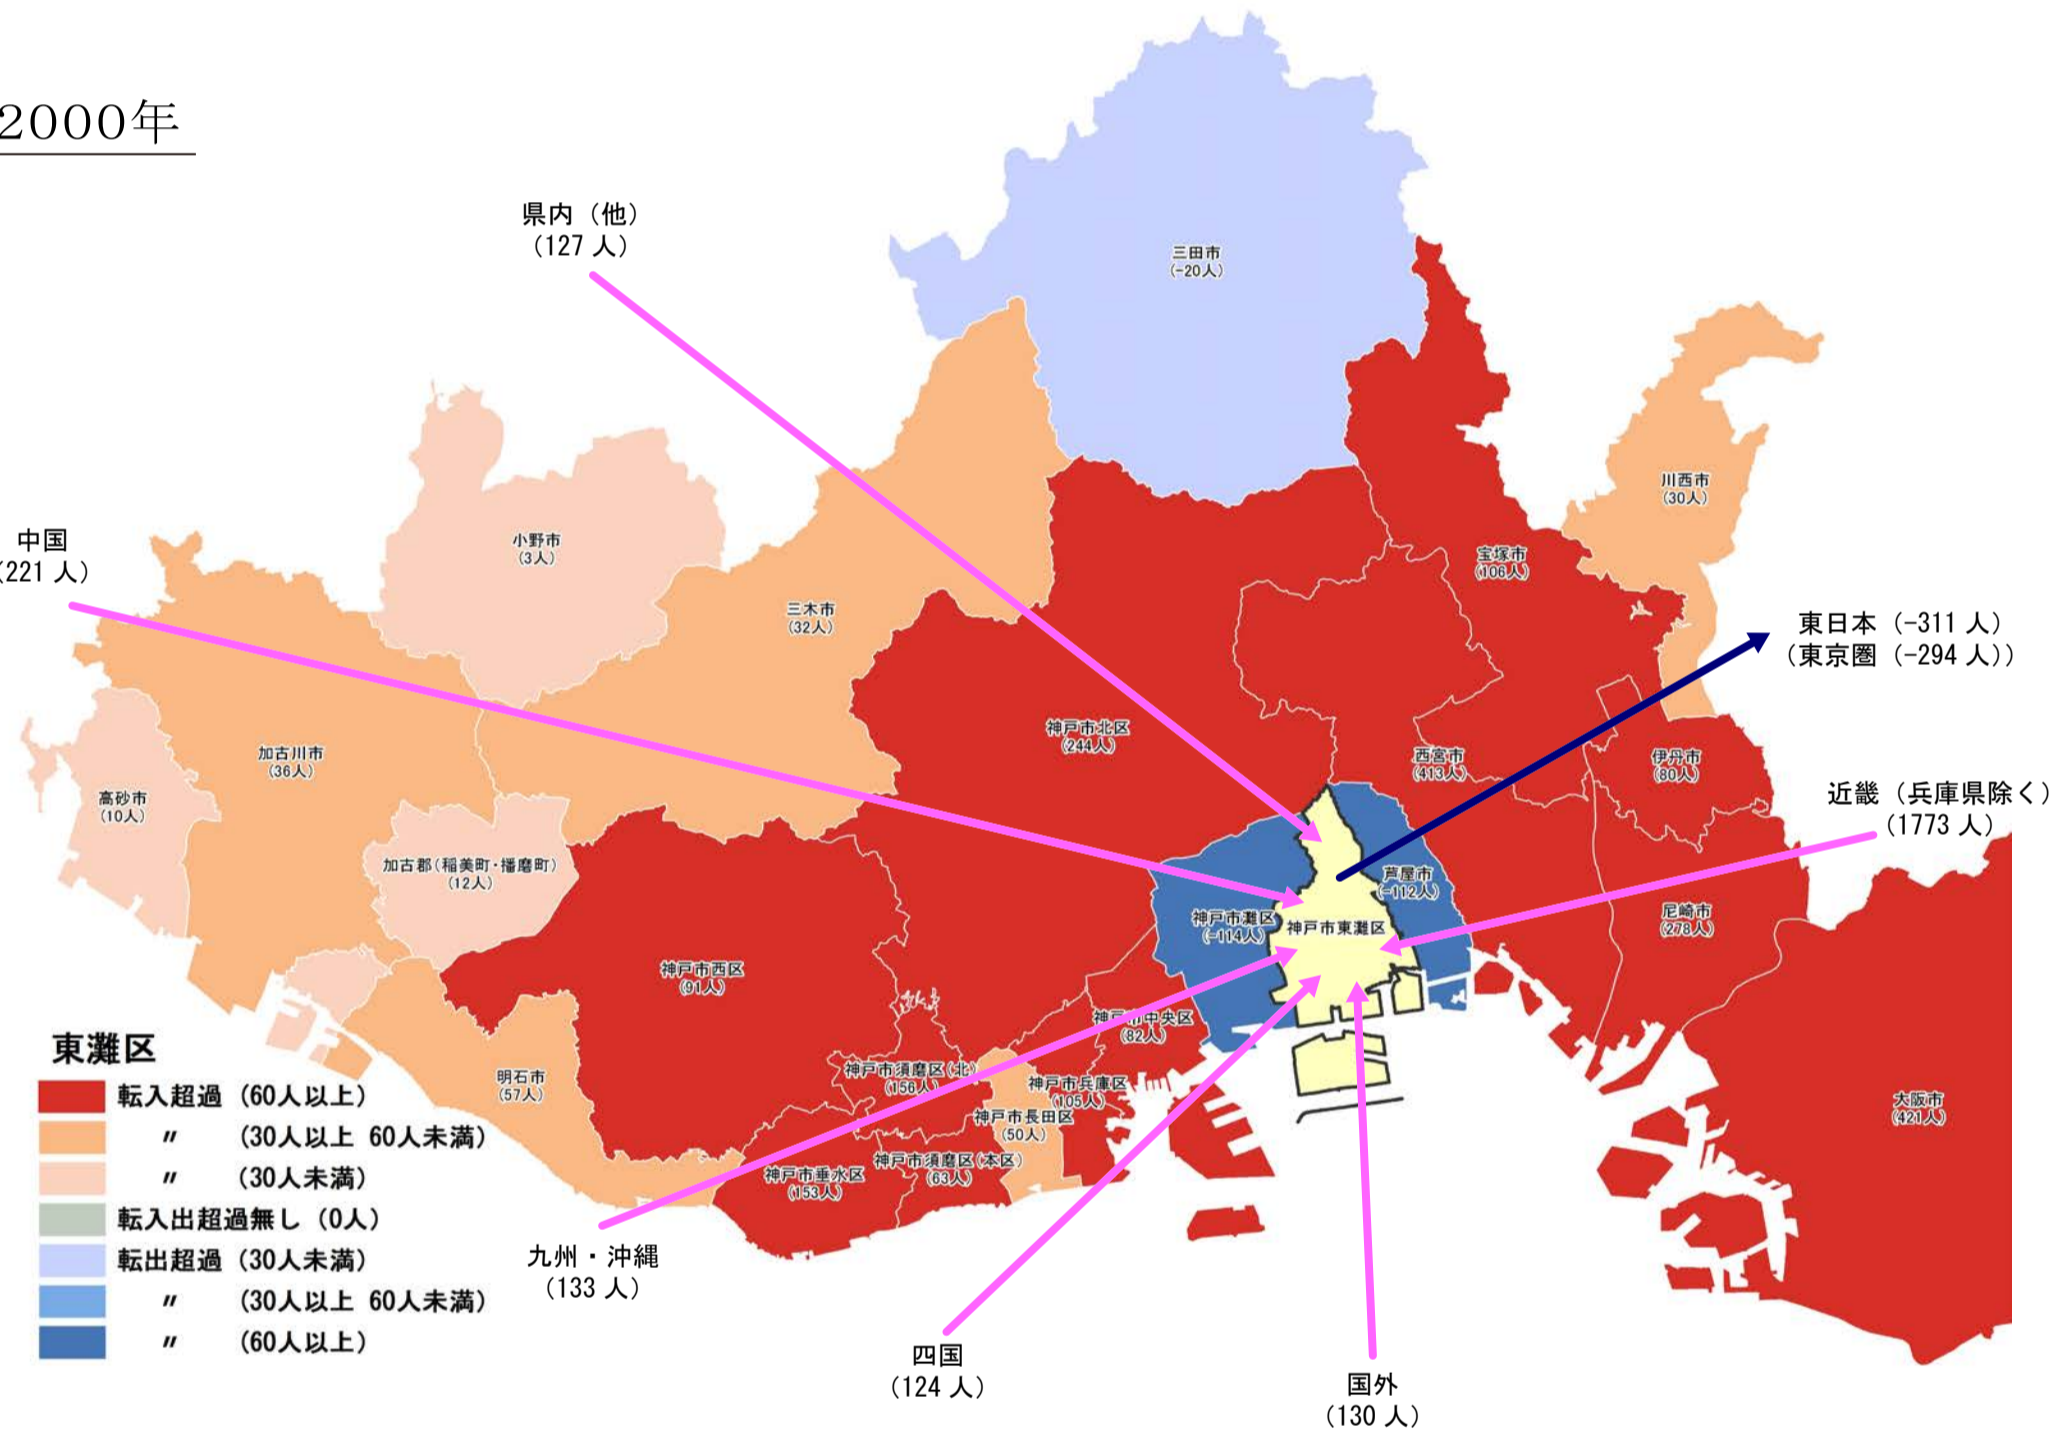 2000年
県内（他）
（127 人）
三田市
（-20人）
川西市
（30人）
中国
（221 人）
小野市
（3人）
宝塚市
（106人）
三木市
（32人）
東日本（-311 人）
（東京圏（-294 人））
神戸市北区
（244人）
加古川市
（36人）
西宮市
（413人）
伊丹市
（80人）
高砂市
（10人）
近畿（兵庫県除く）
（1773 人）
加古郡（稲美町・播磨町）
（12人）
芦屋市
（-112人）
神戸市灘区
（-114人）
神戸市東灘区
尼崎市
（278人）
神戸市西区
（91人）
神戸市中央区
（82人）
明石市
（57人）
神戸市須磨区（北）
（156人）
神戸市兵庫区
（105人）
神戸市長田区
（50人）
大阪市
（421人）
神戸市垂水区
（153人）
神戸市須磨区（本区）
（63人）
九州・沖縄
（133 人）
四国
（124 人）
国外
（130 人）
東灘区
転入超過（60人以上）
〃 （30人以上 60人未満）
〃 （30人未満）
転入出超過無し（0人）
転出超過（30人未満）
〃 （30人以上 60人未満）
〃 （60人以上）